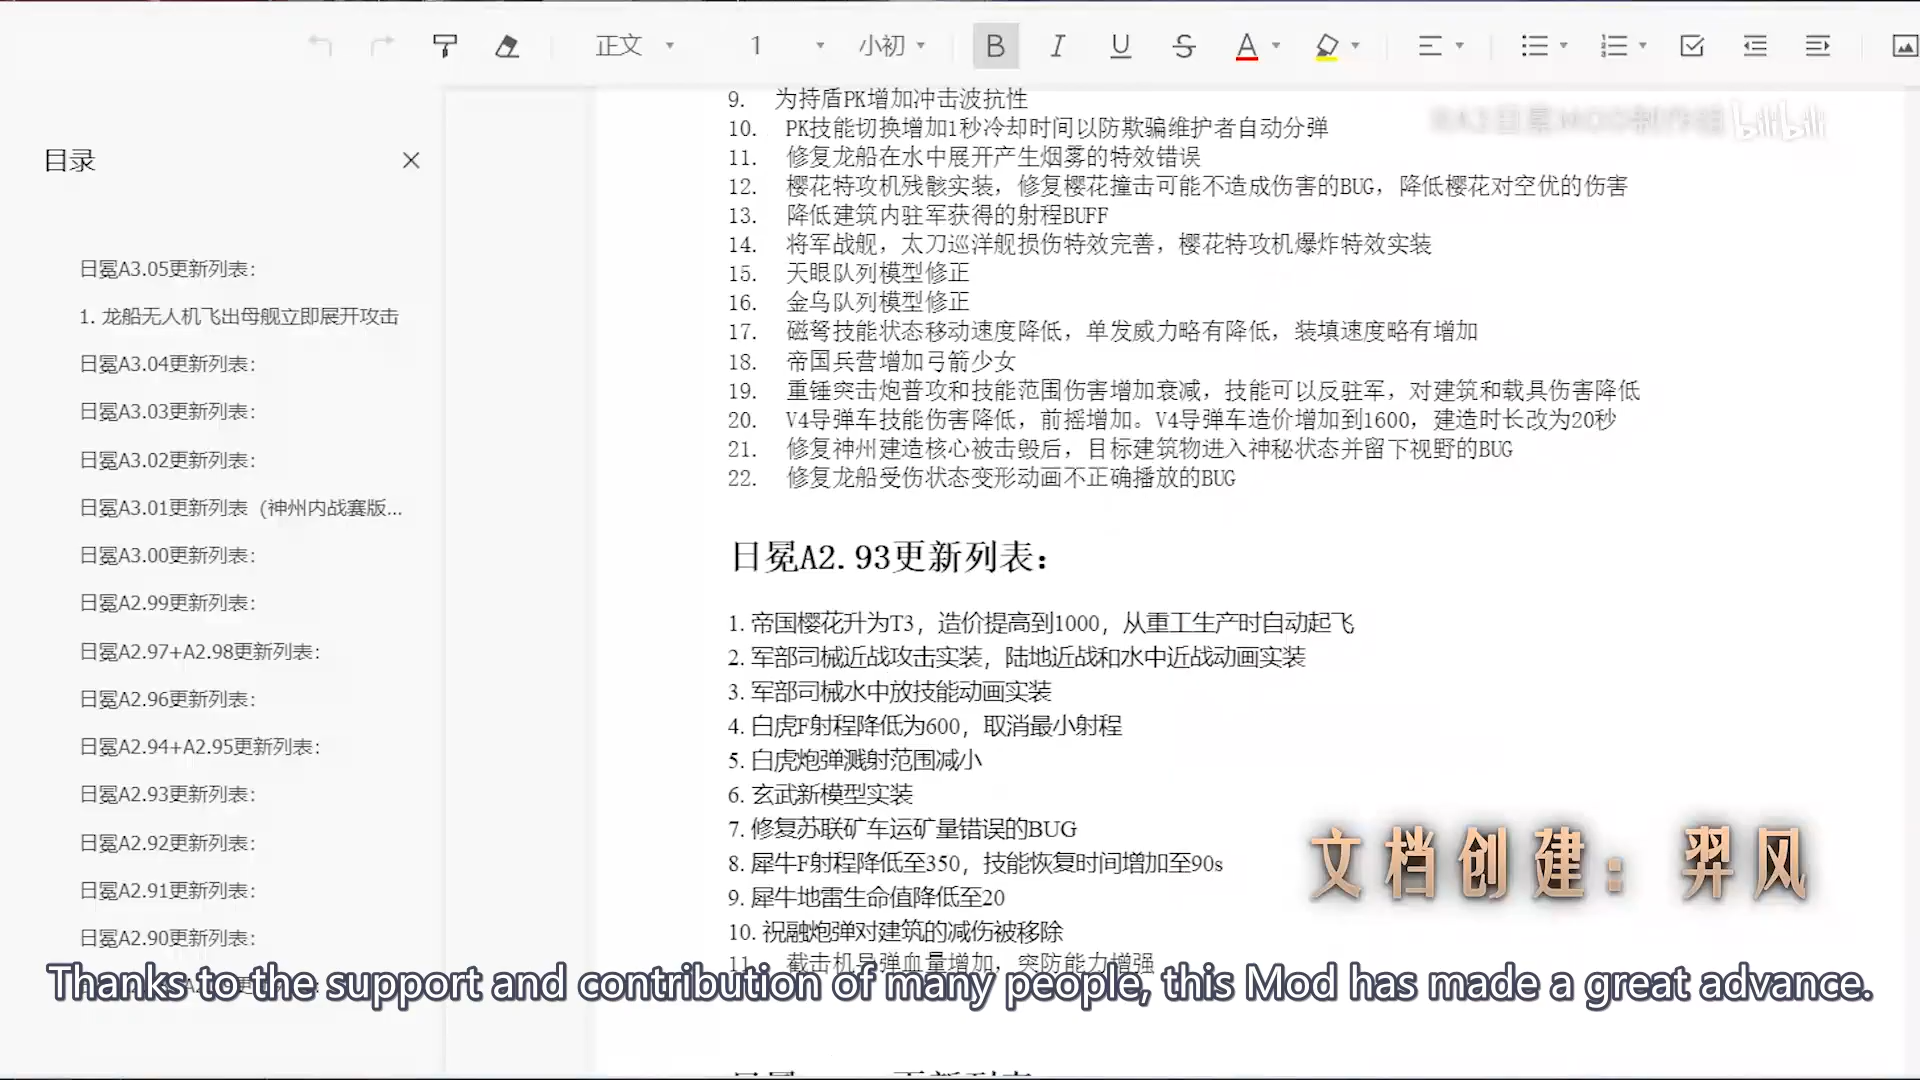 正文
1
小初
B
I
U
S
A
目录
日冕A3.05更新列表：
1. 龙船无人机飞出母舰立即展开攻击
日冕A3.04更新列表：
日冕A3.03更新列表：
日冕A3.02更新列表：
日冕A3.01更新列表（神州内战赛版...
日冕A3.00更新列表：
日冕A2.99更新列表：
日冕A2.97+A2.98更新列表：
日冕A2.96更新列表：
日冕A2.94+A2.95更新列表：
日冕A2.93更新列表：
日冕A2.92更新列表：
日冕A2.91更新列表：
日冕A2.90更新列表：
9. 为持盾PK增加冲击波抗性
10. PK技能切换增加1秒冷却时间以防欺骗维护者自动分弹
11. 修复龙船在水中展开产生烟雾的特效错误
12. 樱花特攻机残骸实装，修复樱花撞击可能不造成伤害的BUG，降低樱花对空优的伤害
13. 降低建筑内驻军获得的射程BUFF
14. 将军战舰，太刀巡洋舰损伤特效完善，樱花特攻机爆炸特效实装
15. 天眼队列模型修正
16. 金乌队列模型修正
17. 磁弩技能状态移动速度降低，单发威力略有降低，装填速度略有增加
18. 帝国兵营增加弓箭少女
19. 重锤突击炮普攻和技能范围伤害增加衰减，技能可以反驻军，对建筑和载具伤害降低
20. V4导弹车技能伤害降低，前摇增加。V4导弹车造价增加到1600，建造时长改为20秒
21. 修复神州建造核心被击毁后，目标建筑物进入神秘状态并留下视野的BUG
22. 修复龙船受伤状态变形动画不正确播放的BUG
日冕A2.93更新列表：
1. 帝国樱花升为T3，造价提高到1000，从重工生产时自动起飞
2. 军部司械近战攻击实装，陆地近战和水中近战动画实装
3. 军部司械水中放技能动画实装
4. 白虎F射程降低为600，取消最小射程
5. 白虎炮弹溅射范围减小
6. 玄武新模型实装
7. 修复苏联矿车运矿量错误的BUG
8. 犀牛F射程降低至350，技能恢复时间增加至90s
9. 犀牛地雷生命值降低至20
10. 祝融炮弹对建筑的减伤被移除
11. 截击机导弹血量增加，突防能力增强
bilibili
文档创建：羿风
Thanks to the support and contribution of many people, this Mod has made a great advance.